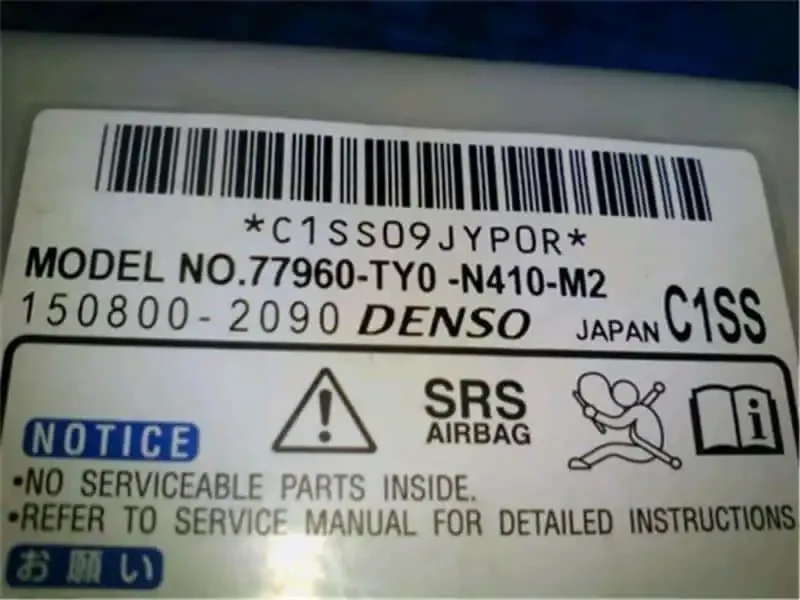 *C1SS09JYP0R*
MODEL NO.77960-TY0 -N410-M2
150800-2090 DENSO JAPAN C1SS
SRS
AIRBAG
NOTICE
•NO SERVICEABLE PARTS INSIDE.
•REFER TO SERVICE MANUAL FOR DETAILED INSTRUCTIONS
お願い